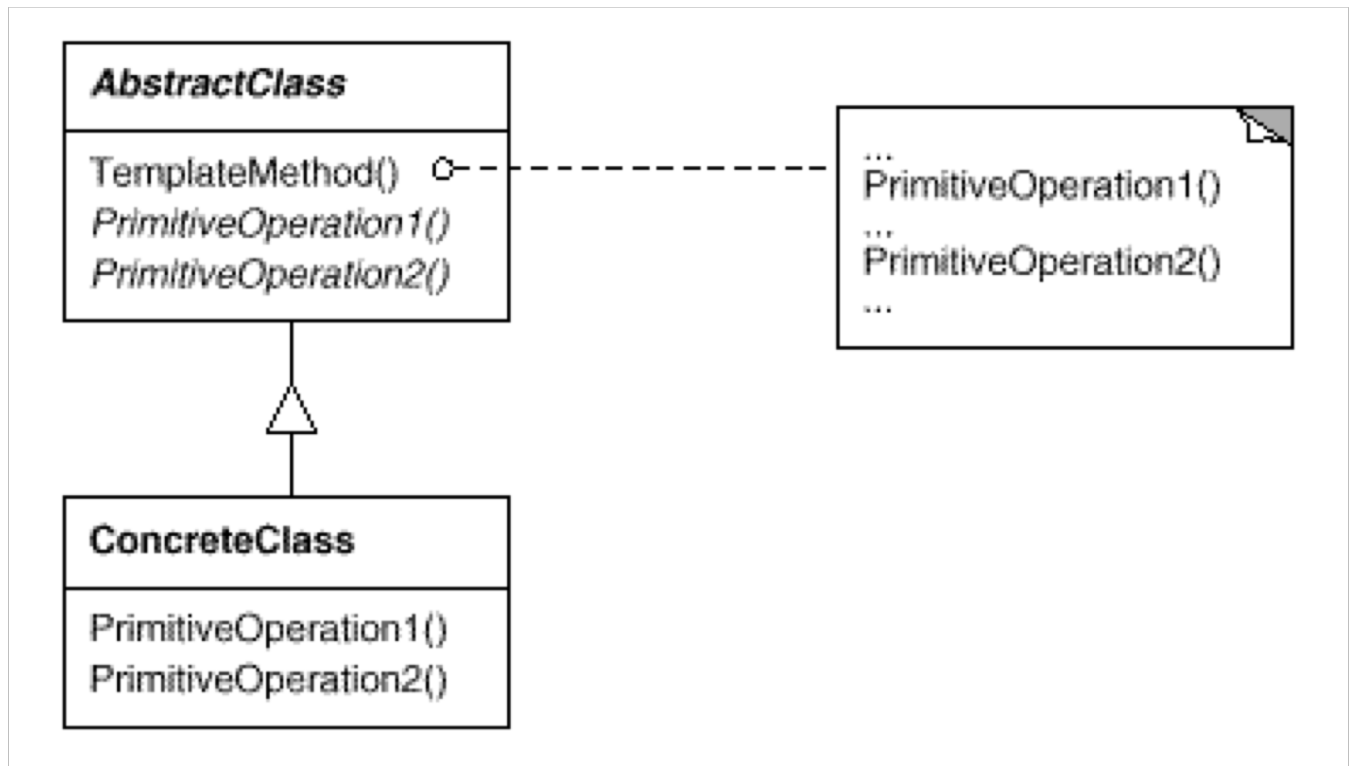 AbstractClass
TemplateMethod()
PrimitiveOperation1()
PrimitiveOperation2()
...
PrimitiveOperation1()
...
PrimitiveOperation2()
...
ConcreteClass
PrimitiveOperation1()
PrimitiveOperation2()